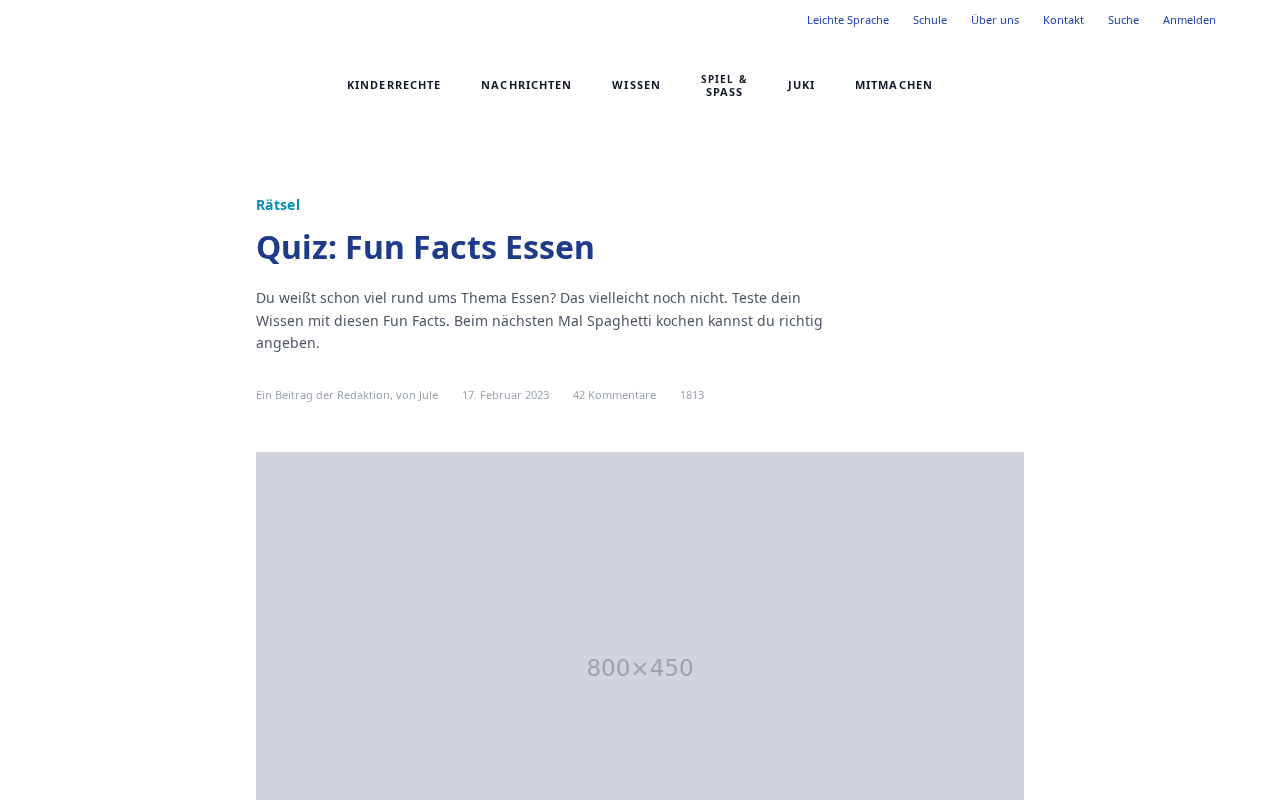 Leichte Sprache Schule Über uns Kontakt Suche Anmelden
KINDERRECHTE NACHRICHTEN WISSEN SPIEL & SPASS JUKI MITMACHEN
Rätsel
Quiz: Fun Facts Essen
Du weißt schon viel rund ums Thema Essen? Das vielleicht noch nicht. Teste dein
Wissen mit diesen Fun Facts. Beim nächsten Mal Spaghetti kochen kannst du richtig
angeben.
Ein Beitrag der Redaktion, von Jule 17. Februar 2023 42 Kommentare 1813
800×450